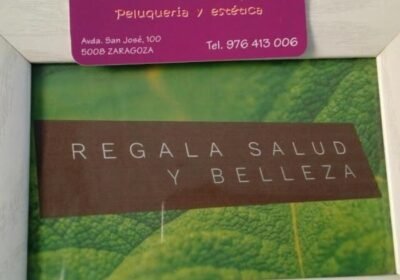 Peluquería y estética
Avda. San José, 100
5008 ZARAGOZA
Tel. 976 413 006
REGALA SALUD
Y BELLEZA